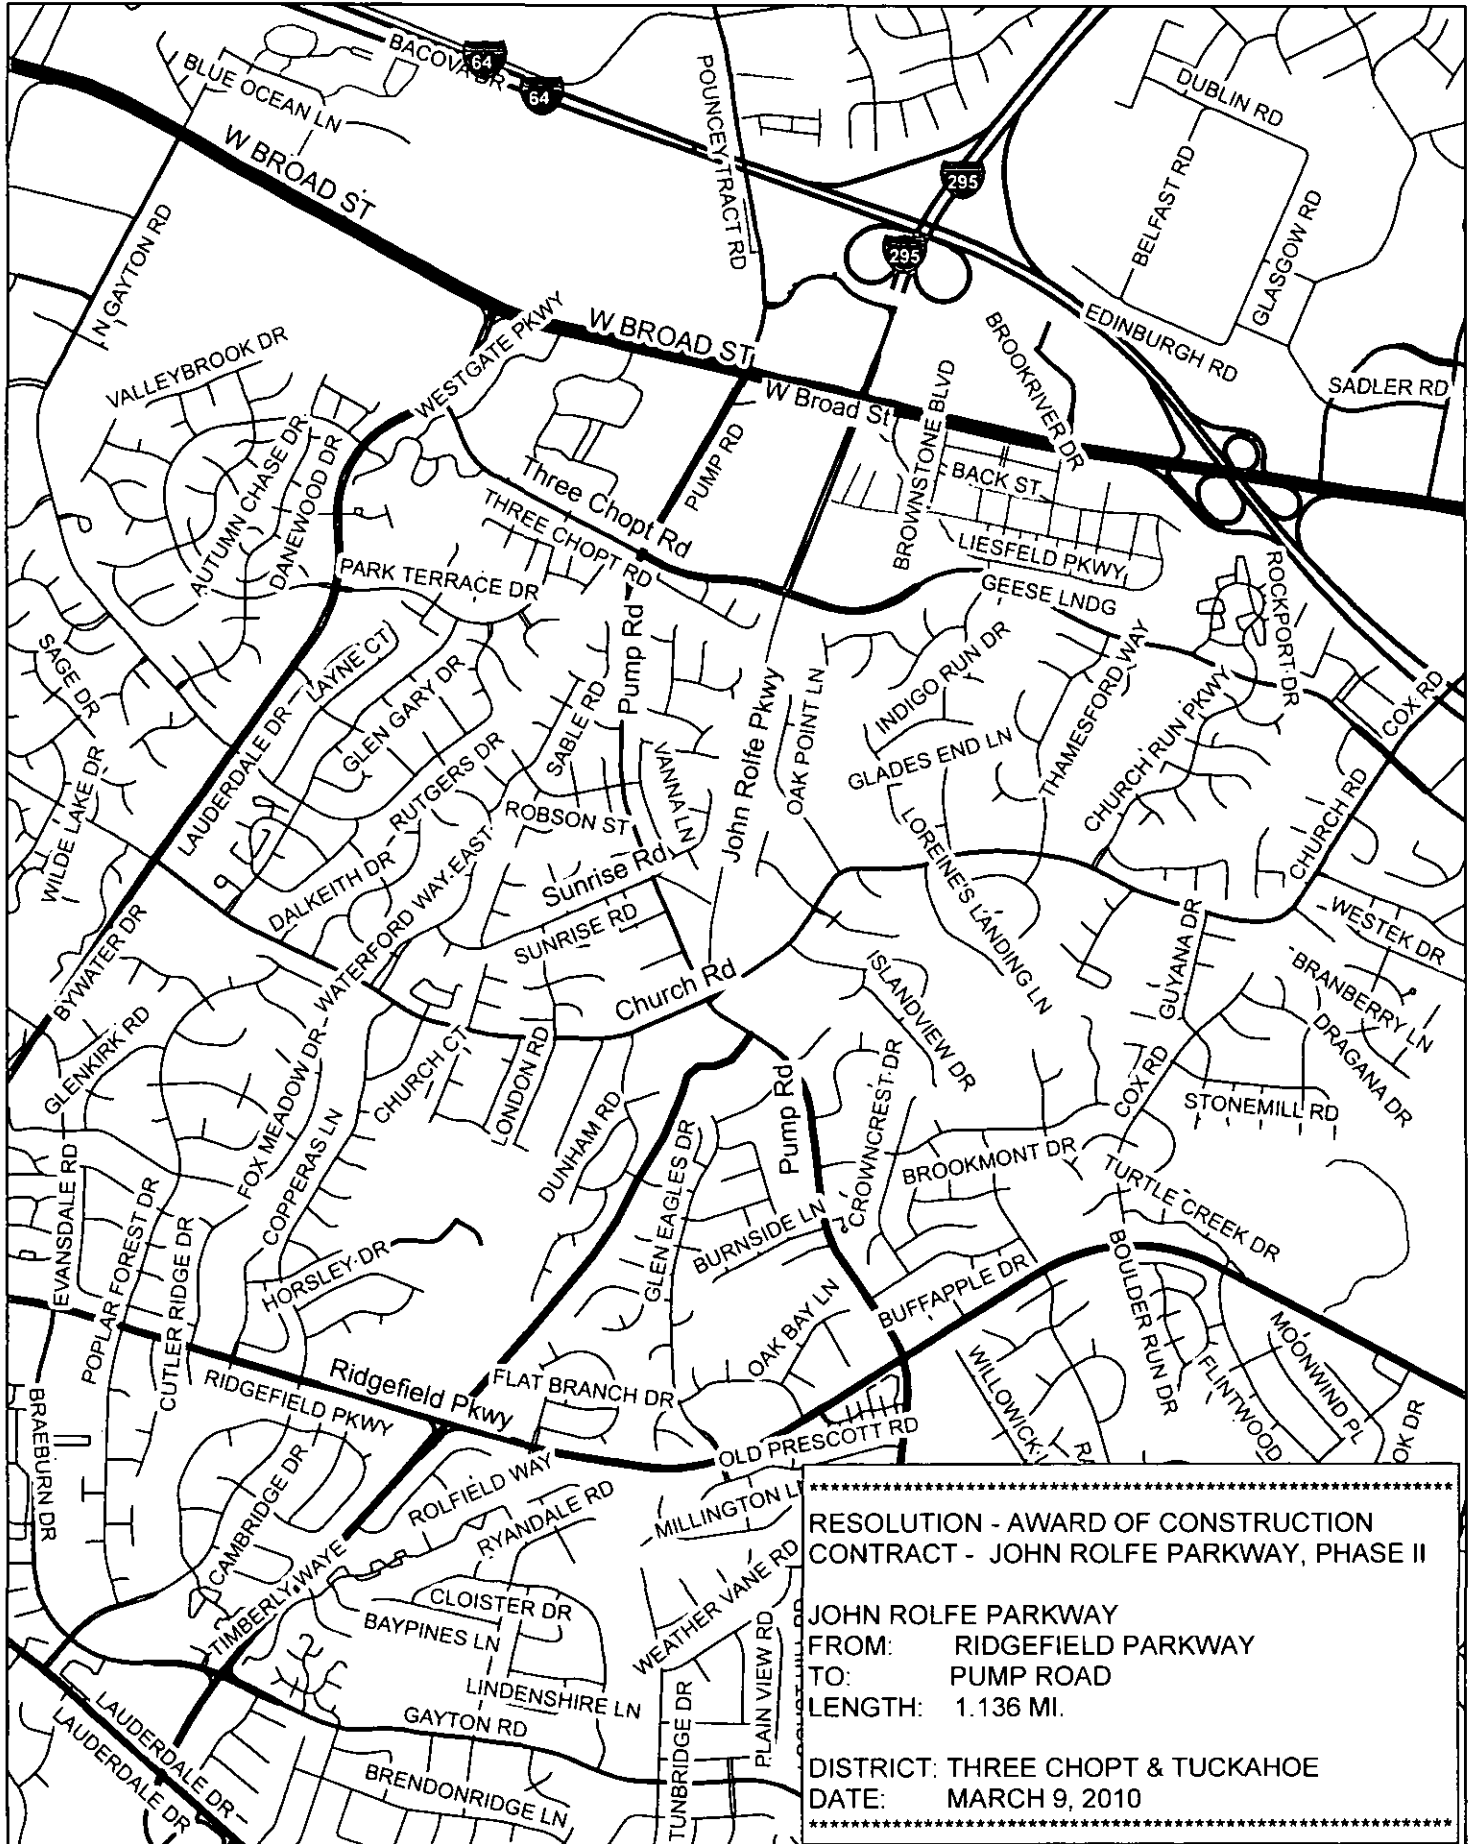 BACOVA DR
64
64
BLUE OCEAN LN
W BROAD ST
POUNCEY TRACT RD
295
295
DUBLIN RD
BELFAST RD
GLASGOW RD
N GAYTON RD
EDINBURGH RD
SADLER RD
WESTGATE PKWY
W BROAD ST
W Broad St
VALLEYBROOK DR
BROOKRIVER DR
BROWNSTONE BLVD
PUMP RD
BACK ST
AUTUMN CHASE DR
DANEWOOD DR
Three Chopt Rd
THREE CHOPT RD
LIESFELD PKWY
GEESE LNDG
ROCKPORT DR
PARK TERRACE DR
SAGE DR
LAYNE CT
GLEN GARY DR
Pump Rd
SABLE RD
John Rolfe Pkwy
OAK POINT LN
INDIGO RUN DR
THAMESFORD WAY
CHURCH RUN PKWY
COX RD
LAUDERDALE DR
RUTGERS DR
VANNA LN
GLADES END LN
WILDE LAKE DR
ROBSON ST
CHURCH RD
LOREINE'S LANDING LN
DALKEITH DR
WATERFORD WAY EAST
Sunrise Rd
SUNRISE RD
WESTEK DR
GUYANA DR
BYWATER DR
Church Rd
ISLANDVIEW DR
BRANBERRY LN
DRAGANA DR
GLENKIRK RD
FOX MEADOW DR
CHURCH CT
LONDON RD
DUNHAM RD
Pump Rd
CROWNCREST DR
COX RD
STONEMILL RD
EVANSDALE RD
POPLAR FOREST DR
CUTLER RIDGE DR
COPPERAS LN
GLEN EAGLES DR
BROOKMONT DR
TURTLE CREEK DR
HORSLEY DR
BURNSIDE LN
BUFFAPPLE DR
BOULDER RUN DR
OAK BAY LN
MOONWIND PL
FLINTWOOD
WILLOWICK L
RA
OK DR
BRAEBURN DR
RIDGEFIELD PKWY
Ridgefield Pkwy
FLAT BRANCH DR
OLD PRESCOTT RD
CAMBRIDGE DR
ROLFIELD WAY
RYANDALE RD
MILLINGTON L
TIMBERLY WAYE
CLOISTER DR
BAYPINES LN
WEATHER VANE RD
LINDENSHIRE LN
GAYTON RD
TUNBRIDGE DR
PLAIN VIEW RD
LAUDERDALE DR
LAUDERDALE DR
BRENDONRIDGE LN
*****************************************************************
RESOLUTION - AWARD OF CONSTRUCTION
CONTRACT - JOHN ROLFE PARKWAY, PHASE II
JOHN ROLFE PARKWAY
FROM: RIDGEFIELD PARKWAY
TO: PUMP ROAD
LENGTH: 1.136 MI.
DISTRICT: THREE CHOPT & TUCKAHOE
DATE: MARCH 9, 2010
*****************************************************************